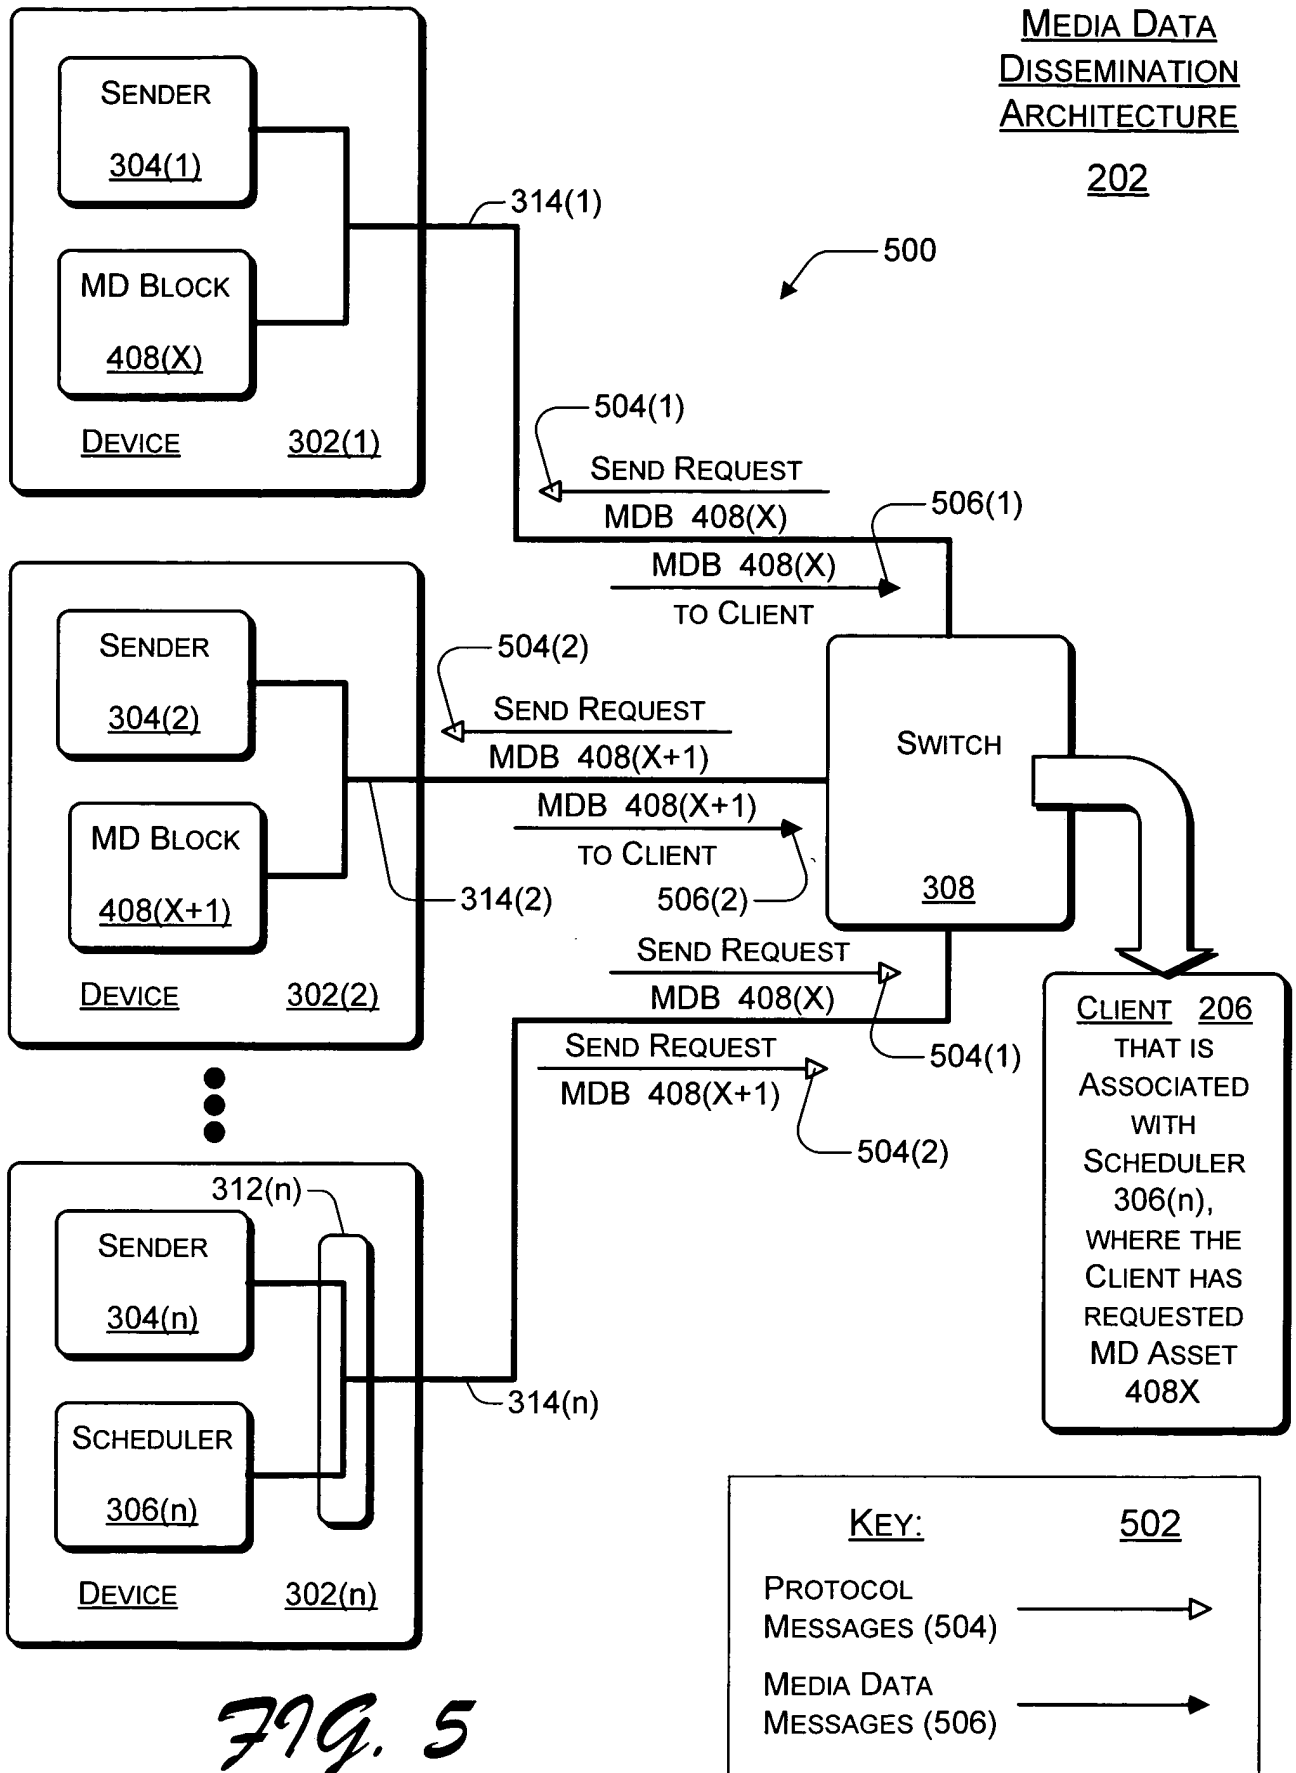 MEDIA DATA
DISSEMINATION
ARCHITECTURE
202
SENDER
304(1)
MD BLOCK
408(X)
DEVICE 302(1)
314(1)
500
504(1)
SEND REQUEST
MDB 408(X)
506(1)
MDB 408(X)
TO CLIENT
SENDER
304(2)
MD BLOCK
408(X+1)
DEVICE 302(2)
504(2)
SEND REQUEST
MDB 408(X+1)
MDB 408(X+1)
TO CLIENT
314(2)
506(2)
SWITCH
308
SEND REQUEST
MDB 408(X)
504(1)
SEND REQUEST
MDB 408(X+1)
504(2)
CLIENT 206
THAT IS
ASSOCIATED
WITH
SCHEDULER
306(n),
WHERE THE
CLIENT HAS
REQUESTED
MD ASSET
408X
312(n)
SENDER
304(n)
SCHEDULER
306(n)
DEVICE 302(n)
314(n)
KEY: 502
PROTOCOL
MESSAGES (504)
MEDIA DATA
MESSAGES (506)
FIG. 5